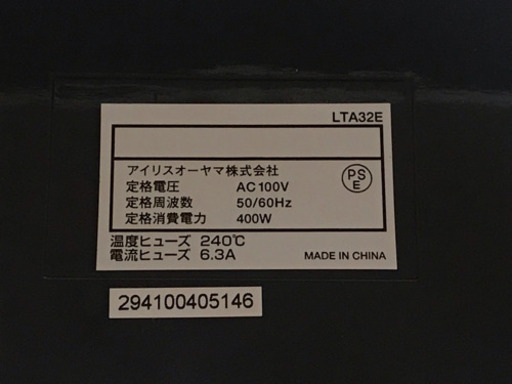 LTA32E
アイリスオーヤマ株式会社
定格電圧 AC100V
定格周波数 50/60Hz
定格消費電力 400W
PS
E
温度ヒューズ 240℃
電流ヒューズ 6.3A
MADE IN CHINA
294100405146